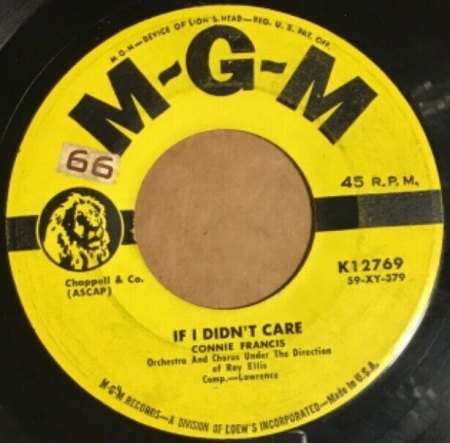 M-G-M—DEVICE OF LION'S HEAD—REG. U. S. PAT. OFF.
M-G-M
66
45 R.P.M.
Chappell & Co.
(ASCAP)
K12769
59-XY-379
IF I DIDN'T CARE
CONNIE FRANCIS
Orchestra And Chorus Under The Direction
of Ray Ellis
Comp.—Lawrence
M-G-M RECORDS—A DIVISION OF LOEW'S INCORPORATED—Made in U.S.A.